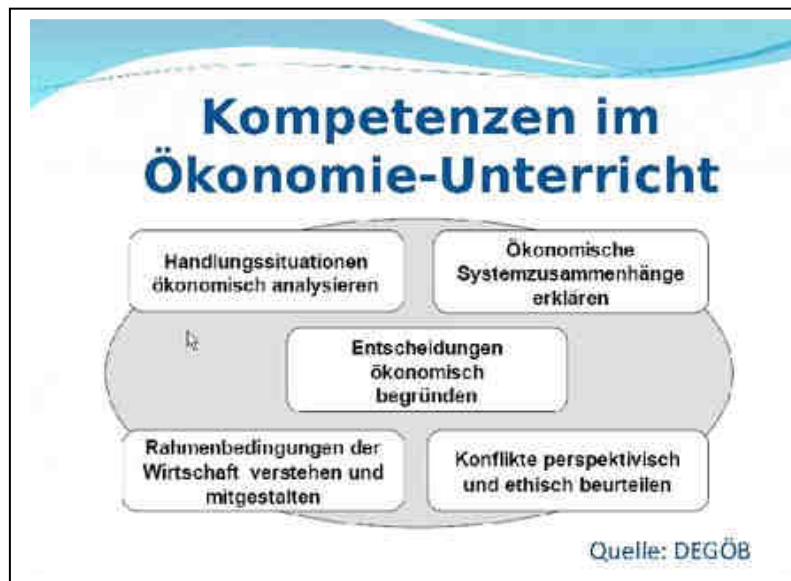 Kompetenzen im
Ökonomie-Unterricht
Handlungssituationen
ökonomisch analysieren
Ökonomische
Systemzusammenhänge
erklären
Entscheidungen
ökonomisch
begründen
Rahmenbedingungen der
Wirtschaft verstehen und
mitgestalten
Konflikte perspektivisch
und ethisch beurteilen
Quelle: DEGÖB